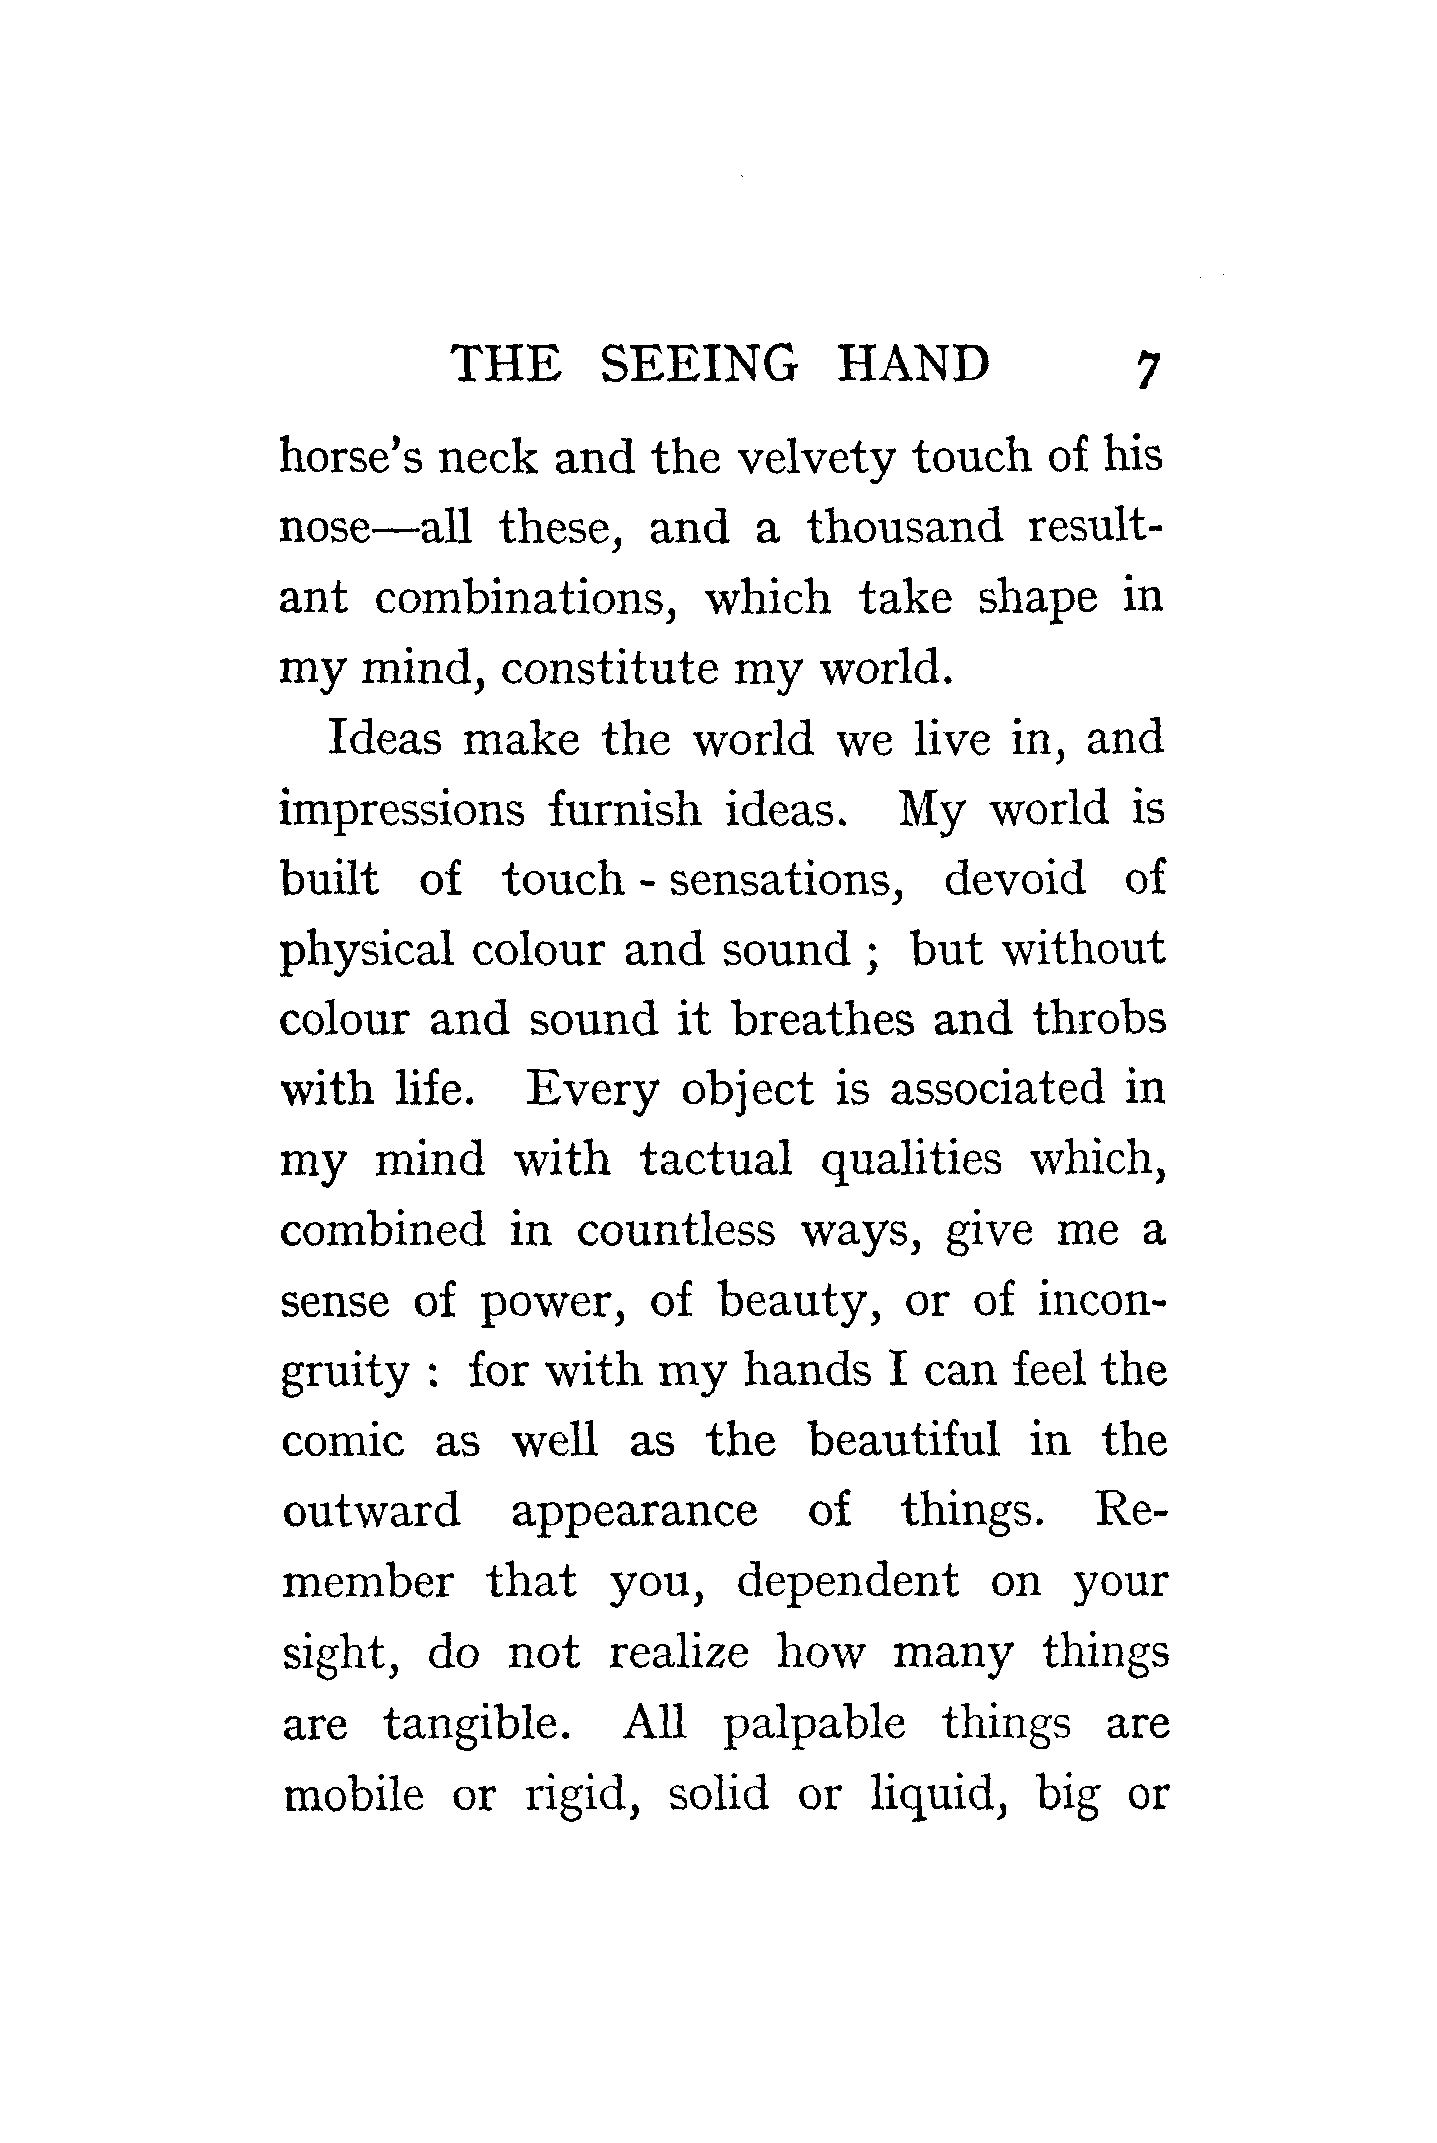 THE SEEING HAND 7
horse's neck and the velvety touch of his
nose—all these, and a thousand result-
ant combinations, which take shape in
my mind, constitute my world.
Ideas make the world we live in, and
impressions furnish ideas. My world is
built of touch - sensations, devoid of
physical colour and sound ; but without
colour and sound it breathes and throbs
with life. Every object is associated in
my mind with tactual qualities which,
combined in countless ways, give me a
sense of power, of beauty, or of incon-
gruity : for with my hands I can feel the
comic as well as the beautiful in the
outward appearance of things. Re-
member that you, dependent on your
sight, do not realize how many things
are tangible. All palpable things are
mobile or rigid, solid or liquid, big or